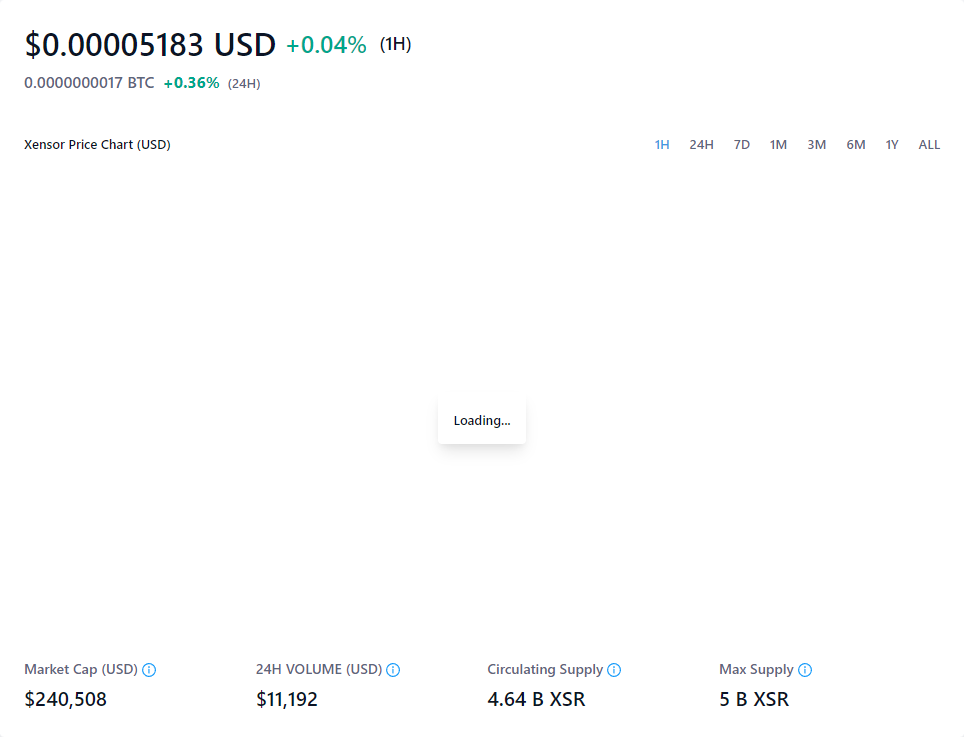 $0.00005183 USD +0.04% (1H)
0.0000000017 BTC +0.36% (24H)
Xensor Price Chart (USD) 1H 24H 7D 1M 3M 6M 1Y ALL
Loading...
Market Cap (USD) 24H VOLUME (USD) Circulating Supply Max Supply
$240,508 $11,192 4.64 B XSR 5 B XSR